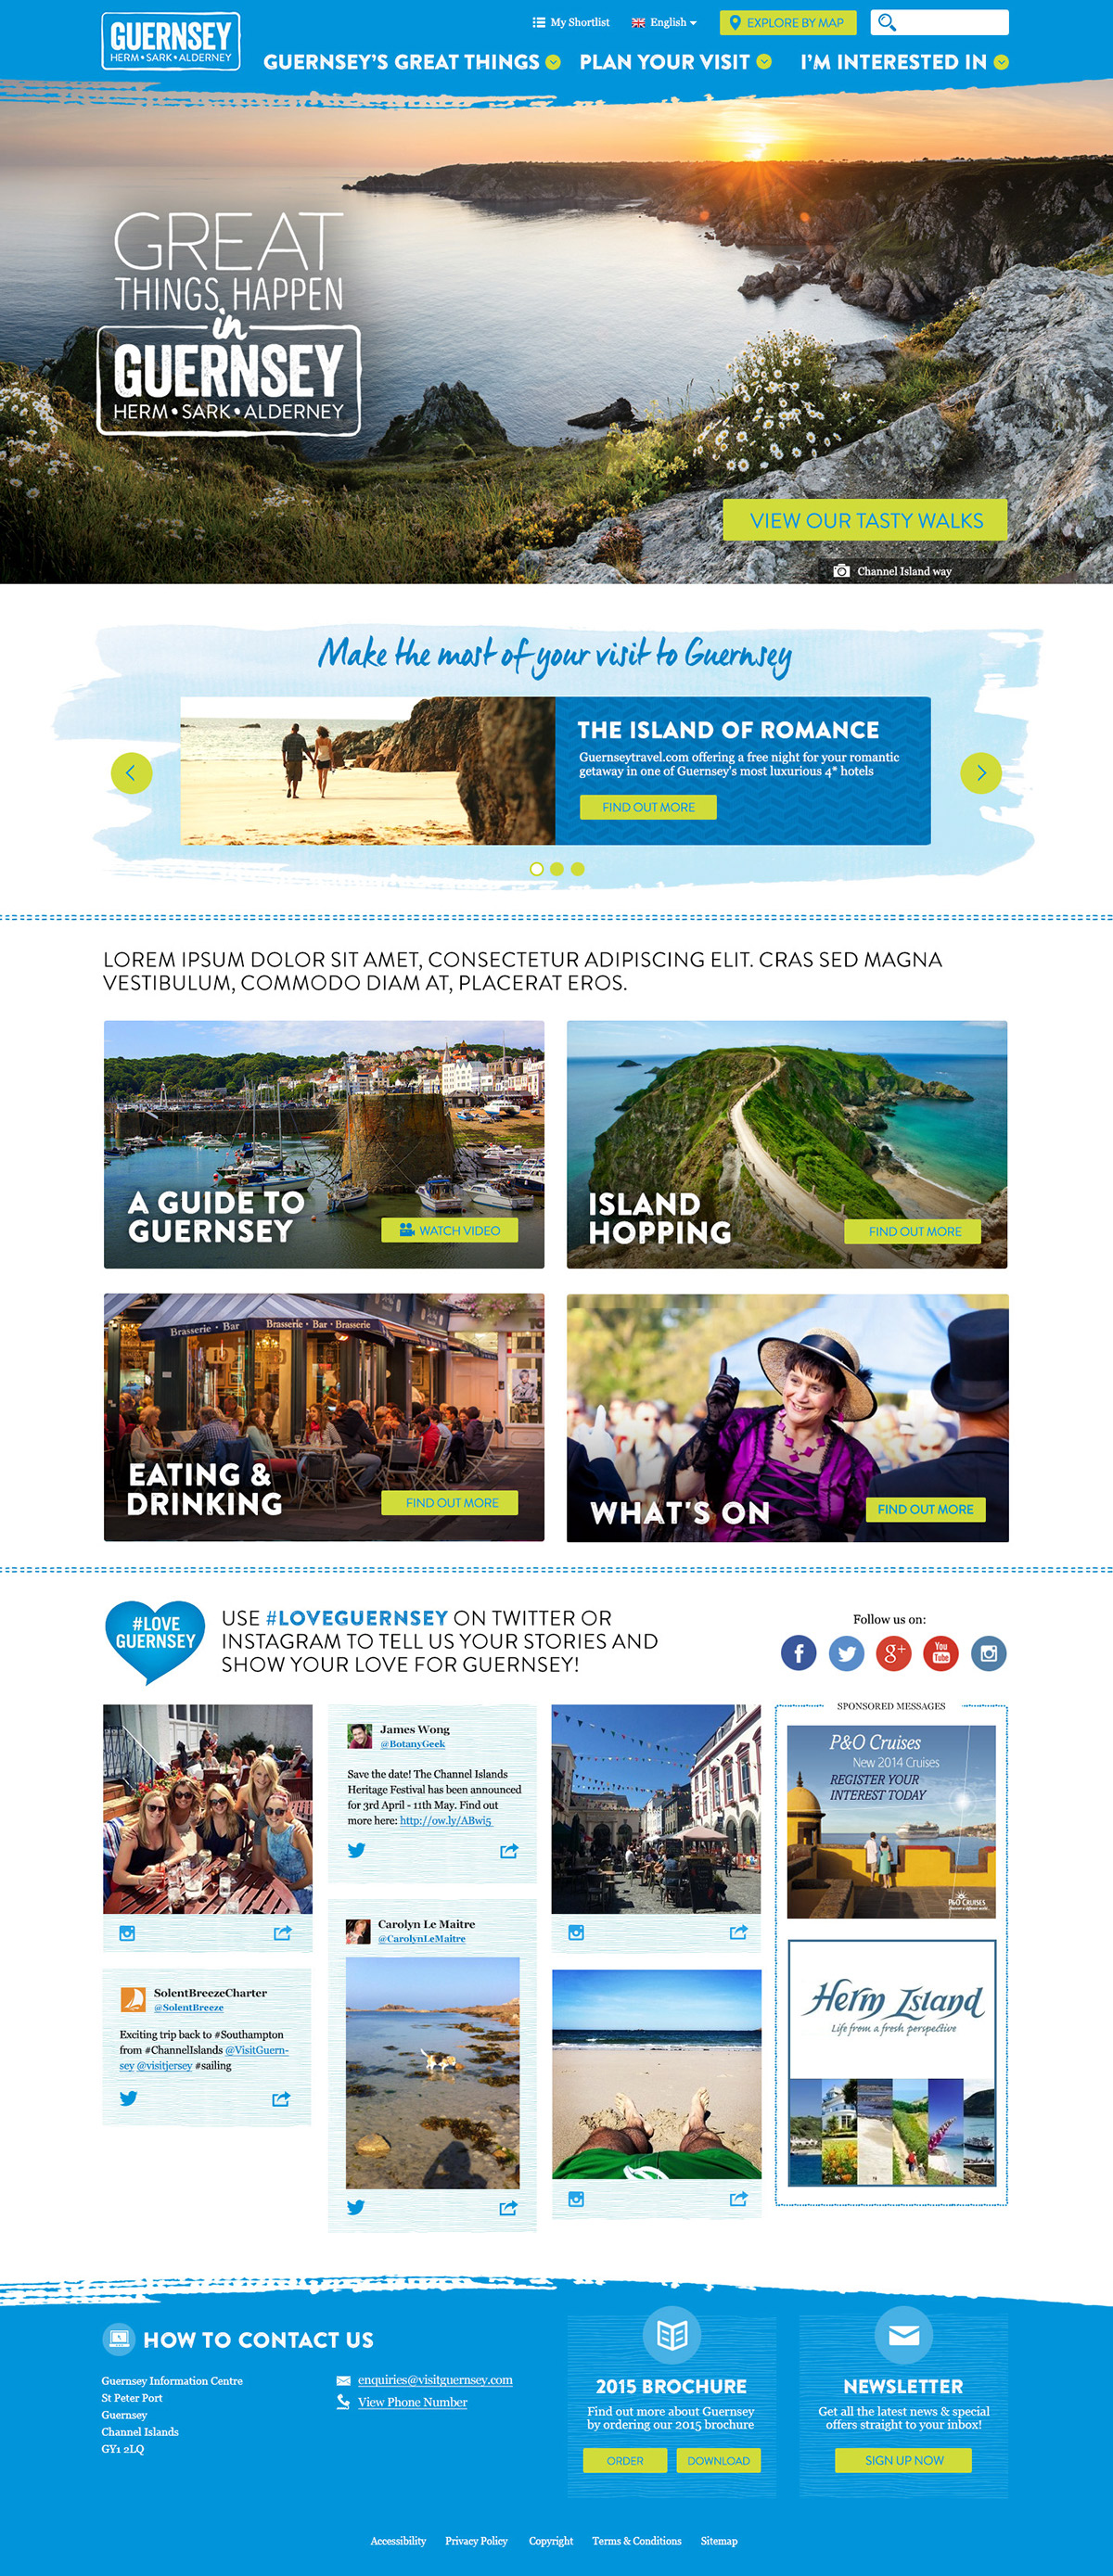 GUERNSEY
HERM • SARK • ALDERNEY
My Shortlist
English
EXPLORE BY MAP
GUERNSEY'S GREAT THINGS
PLAN YOUR VISIT
I'M INTERESTED IN
GREAT
THINGS HAPPEN
in
GUERNSEY
HERM • SARK • ALDERNEY
VIEW OUR TASTY WALKS
Channel Island way
Make the most of your visit to Guernsey
THE ISLAND OF ROMANCE
Guernseytravel.com offering a free night for your romantic
getaway in one of Guernsey's most luxurious 4* hotels
FIND OUT MORE
LOREM IPSUM DOLOR SIT AMET, CONSECTETUR ADIPISCING ELIT. CRAS SED MAGNA
VESTIBULUM, COMMODO DIAM AT, PLACERAT EROS.
A GUIDE TO
GUERNSEY
WATCH VIDEO
ISLAND
HOPPING
FIND OUT MORE
Brasserie • Bar
Brasserie • Bar • Brasserie
EATING &
DRINKING
FIND OUT MORE
WHAT'S ON
FIND OUT MORE
#LOVE
GUERNSEY
USE #LOVEGUERNSEY ON TWITTER OR
INSTAGRAM TO TELL US YOUR STORIES AND
SHOW YOUR LOVE FOR GUERNSEY!
Follow us on:
f
g+
You
Tube
James Wong
@BotanyGeek
Save the date! The Channel Islands
Heritage Festival has been announced
for 3rd April - 11th May. Find out
more here: http://ow.ly/ABwi5
Carolyn Le Maitre
@CarolynLeMaitre
SolentBreezeCharter
@SolentBreeze
Exciting trip back to #Southampton
from #ChannelIslands @VisitGuern-
sey @visitjersey #sailing
SPONSORED MESSAGES
P&O Cruises
New 2014 Cruises
REGISTER YOUR
INTEREST TODAY
P&O CRUISES
Herm Island
Life from a fresh perspective
HOW TO CONTACT US
Guernsey Information Centre
St Peter Port
Guernsey
Channel Islands
GY1 2LQ
enquiries@visitguernsey.com
View Phone Number
2015 BROCHURE
Find out more about Guernsey
by ordering our 2015 brochure
ORDER
DOWNLOAD
NEWSLETTER
Get all the latest news & special
offers straight to your inbox!
SIGN UP NOW
Accessibility
Privacy Policy
Copyright
Terms & Conditions
Sitemap